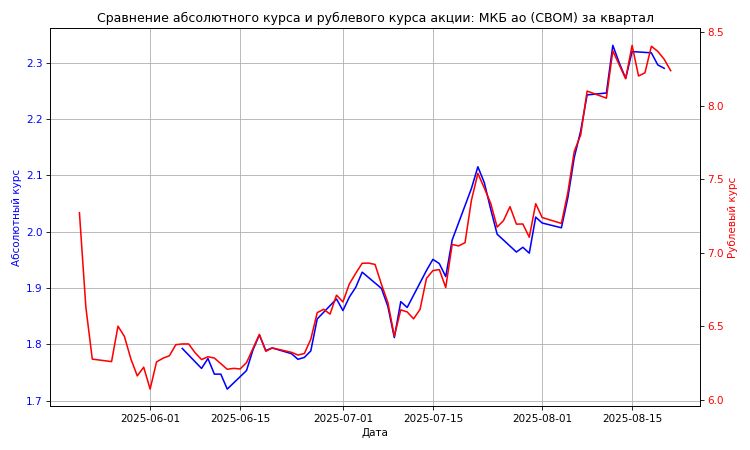 Сравнение абсолютного курса и рублевого курса акции: МКБ ао (CBOM) за квартал
Абсолютный курс
2.3
2.2
2.1
2.0
1.9
1.8
1.7
8.5
8.0
7.5
7.0
6.5
6.0
Рублевый курс
2025-06-01 2025-06-15 2025-07-01 2025-07-15 2025-08-01 2025-08-15
Дата